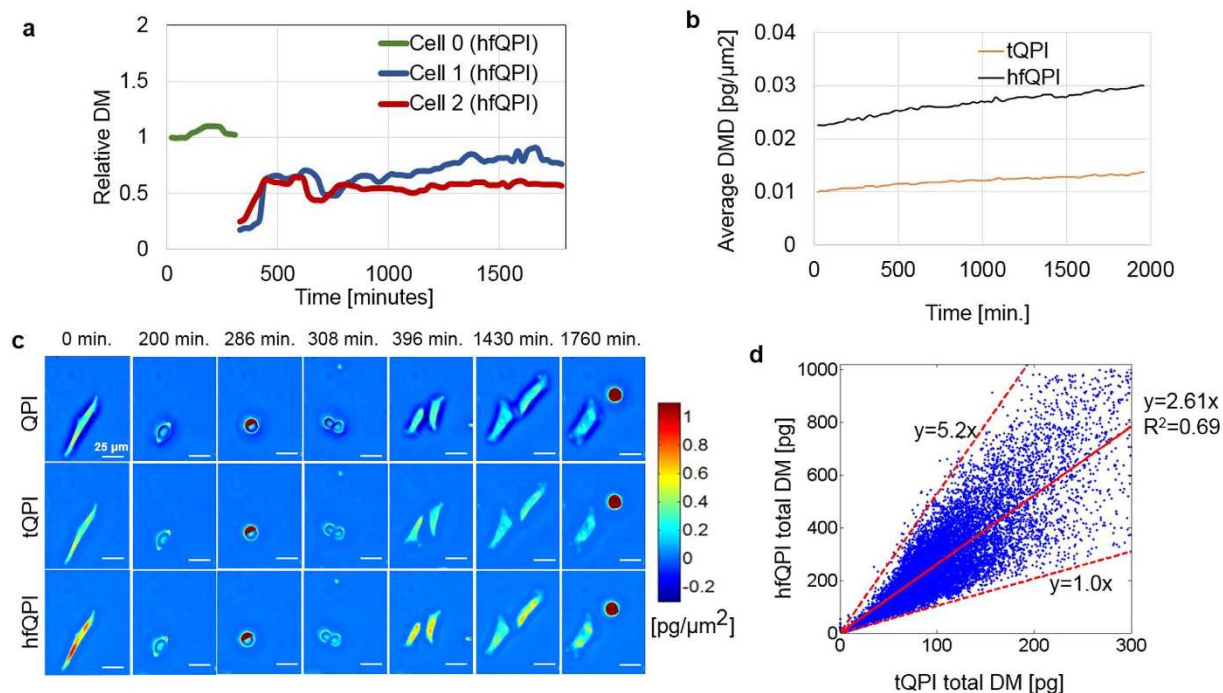 a
2
1.5
1
0.5
0
Relative DM
Cell 0 (hfQPI)
Cell 1 (hfQPI)
Cell 2 (hfQPI)
0 500 1000 1500
Time [minutes]
b
0.04
0.03
0.02
0.01
0
Average DMD [pg/µm2]
tQPI
hfQPI
0 500 1000 1500 2000
Time [min.]
c
0 min. 200 min. 286 min. 308 min. 396 min. 1430 min. 1760 min.
QPI
25 µm
tQPI
hfQPI
1
0.8
0.6
0.4
0.2
0
-0.2
[pg/µm²]
d
1000
800
600
400
200
0
hfQPI total DM [pg]
y=5.2x
y=2.61x
R²=0.69
y=1.0x
0 100 200 300
tQPI total DM [pg]